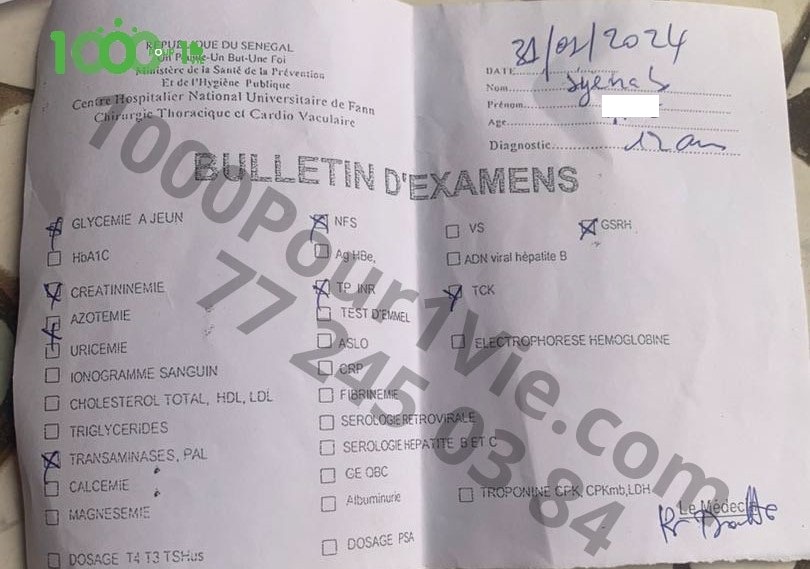 1000 POUR 1 VIE
REPUBLIQUE DU SENEGAL
Un Peuple-Un But-Une Foi
Ministère de la Santé de la Prévention
Et de l'Hygiène Publique
Centre Hospitalier National Universitaire de Fann
Chirurgie Thoracique et Cardio Vasculaire
DATE 31/01/2024
Nom
Prénom
Age
Diagnostic 12 ans
BULLETIN D'EXAMENS
GLYCEMIE A JEUN NFS VS GSRH
HbA1C Ag HBe, ADN viral hépatite B
CREATININEMIE TP INR TCK
AZOTEMIE TEST D'EMMEL
URICEMIE ASLO ELECTROPHORESE HEMOGLOBINE
IONOGRAMME SANGUIN CRP
CHOLESTEROL TOTAL, HDL, LDL FIBRINEMIE
TRIGLYCERIDES SEROLOGIE RETROVIRALE
TRANSAMINASES, PAL SEROLOGIE HEPATITE B ET C
CALCEMIE GE OBC
MAGNESEMIE Albuminurie TROPONINE CPK, CPKmb, LDH
DOSAGE T4 T3 TSHus DOSAGE PSA
Le Médecin
1000Pour1Vie.com
77 245 03 84